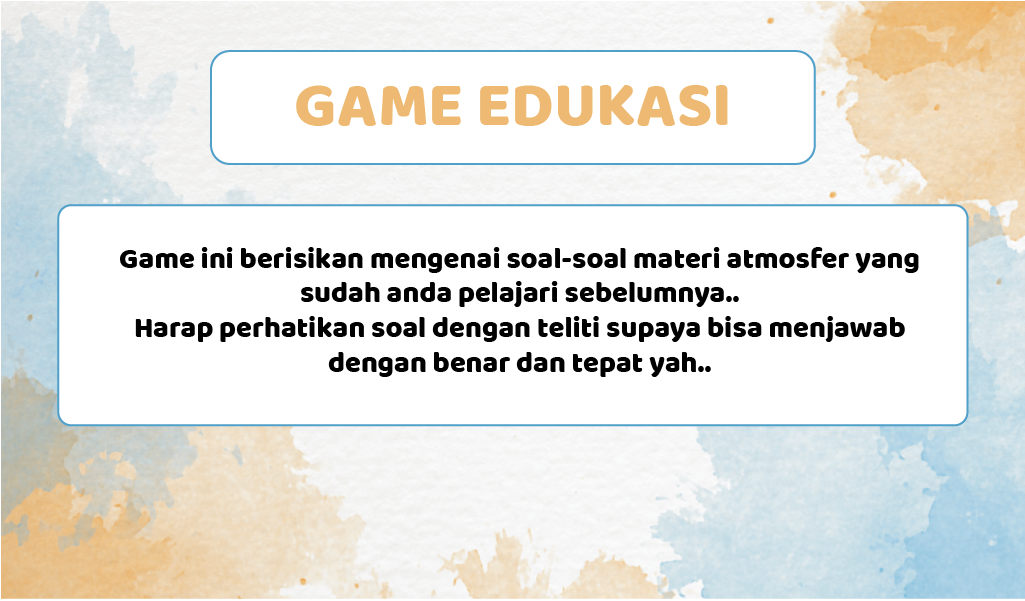 GAME EDUKASI
Game ini berisikan mengenai soal-soal materi atmosfer yang
sudah anda pelajari sebelumnya..
Harap perhatikan soal dengan teliti supaya bisa menjawab
dengan benar dan tepat yah..